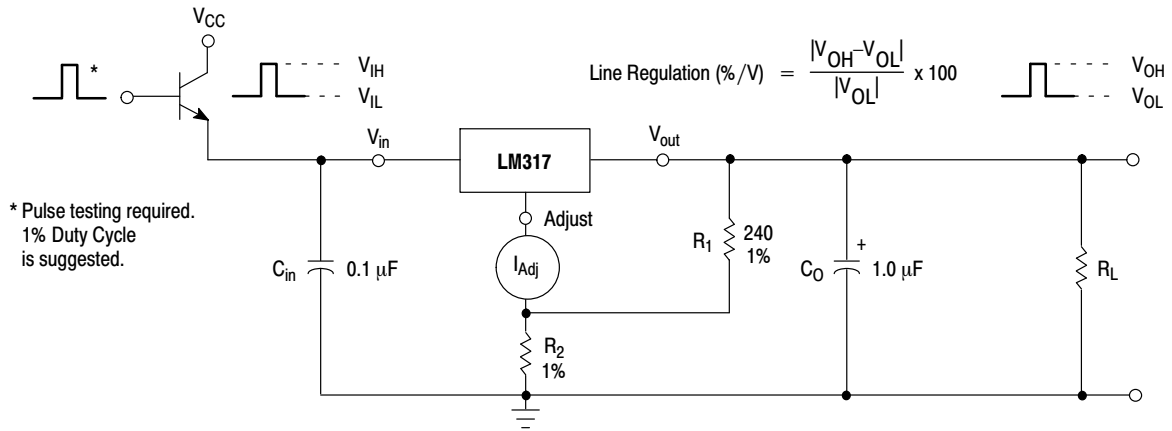 V_CC
*
V_IH
V_IL
Line Regulation (%/V) = |V_OH–V_OL| / |V_OL| x 100
V_OH
V_OL
V_in
LM317
V_out
* Pulse testing required.
1% Duty Cycle
is suggested.
Adjust
C_in
0.1 µF
I_Adj
R_1
240
1%
C_O
+
1.0 µF
R_L
R_2
1%